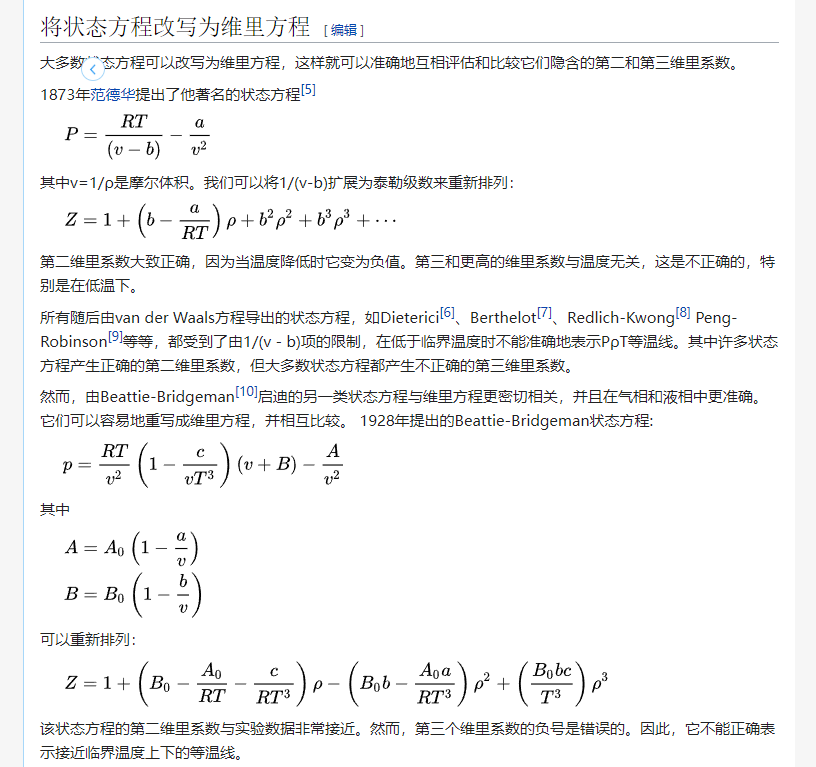 将状态方程改写为维里方程 [编辑]
大多数状态方程可以改写为维里方程，这样就可以准确地互相评估和比较它们隐含的第二和第三维里系数。
1873年范德华提出了他著名的状态方程[5]
P = \frac{RT}{(v - b)} - \frac{a}{v^2}
其中v=1/ρ是摩尔体积。我们可以将1/(v-b)扩展为泰勒级数来重新排列：
Z = 1 + \left(b - \frac{a}{RT}\right)ρ + b^2ρ^2 + b^3ρ^3 + ⋯
第二维里系数大致正确，因为当温度降低时它变为负值。第三和更高的维里系数与温度无关，这是不正确的，特
别是在低温下。
所有随后由van der Waals方程导出的状态方程，如Dieterici[6]、Berthelot[7]、Redlich-Kwong[8] Peng-
Robinson[9]等等，都受到了由1/(v - b)项的限制，在低于临界温度时不能准确地表示PρT等温线。其中许多状态
方程产生正确的第二维里系数，但大多数状态方程都产生不正确的第三维里系数。
然而，由Beattie-Bridgeman[10]启迪的另一类状态方程与维里方程更密切相关，并且在气相和液相中更准确。
它们可以容易地重写成维里方程，并相互比较。 1928年提出的Beattie-Bridgeman状态方程:
p = \frac{RT}{v^2}\left(1 - \frac{c}{vT^3}\right)(v + B) - \frac{A}{v^2}
其中
A = A_0\left(1 - \frac{a}{v}\right)
B = B_0\left(1 - \frac{b}{v}\right)
可以重新排列：
Z = 1 + \left(B_0 - \frac{A_0}{RT} - \frac{c}{RT^3}\right)ρ - \left(B_0b - \frac{A_0a}{RT^3}\right)ρ^2 + \left(\frac{B_0bc}{T^3}\right)ρ^3
该状态方程的第二维里系数与实验数据非常接近。然而，第三个维里系数的负号是错误的。因此，它不能正确表
示接近临界温度上下的等温线。